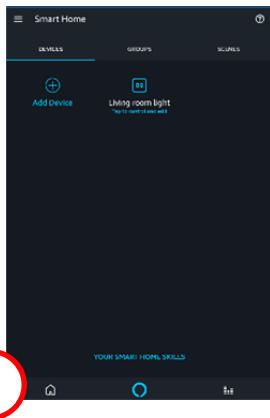 Smart Home
DEVICES GROUPS SCENES
Add Device Living room light
Tap to control and edit
YOUR SMART HOME SKILLS